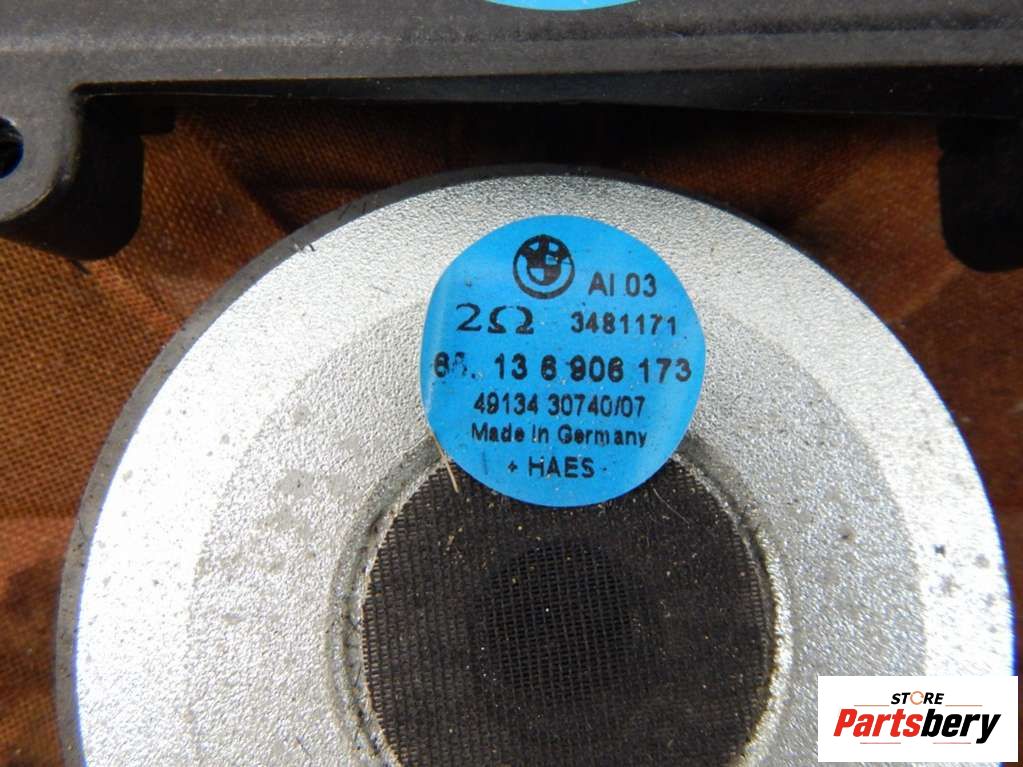 AI 03
2Ω 3481171
13 6 906 173
49134 30740/07
Made in Germany
+ HAES
STORE
Partsbery